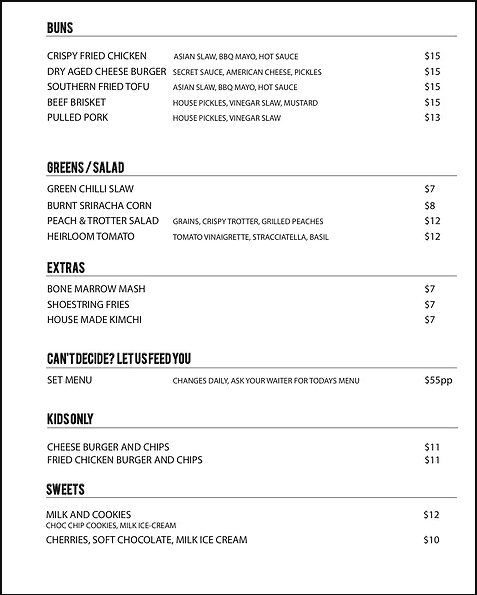 BUNS
CRISPY FRIED CHICKEN ASIAN SLAW, BBQ MAYO, HOT SAUCE $15
DRY AGED CHEESE BURGER SECRET SAUCE, AMERICAN CHEESE, PICKLES $15
SOUTHERN FRIED TOFU ASIAN SLAW, BBQ MAYO, HOT SAUCE $15
BEEF BRISKET HOUSE PICKLES, VINEGAR SLAW, MUSTARD $15
PULLED PORK HOUSE PICKLES, VINEGAR SLAW $13
GREENS / SALAD
GREEN CHILLI SLAW $7
BURNT SRIRACHA CORN $8
PEACH & TROTTER SALAD GRAINS, CRISPY TROTTER, GRILLED PEACHES $12
HEIRLOOM TOMATO TOMATO VINAIGRETTE, STRACCIATELLA, BASIL $12
EXTRAS
BONE MARROW MASH $7
SHOESTRING FRIES $7
HOUSE MADE KIMCHI $7
CAN'T DECIDE? LET US FEED YOU
SET MENU CHANGES DAILY, ASK YOUR WAITER FOR TODAYS MENU $55pp
KIDS ONLY
CHEESE BURGER AND CHIPS $11
FRIED CHICKEN BURGER AND CHIPS $11
SWEETS
MILK AND COOKIES $12
CHOC CHIP COOKIES, MILK ICE-CREAM
CHERRIES, SOFT CHOCOLATE, MILK ICE CREAM $10